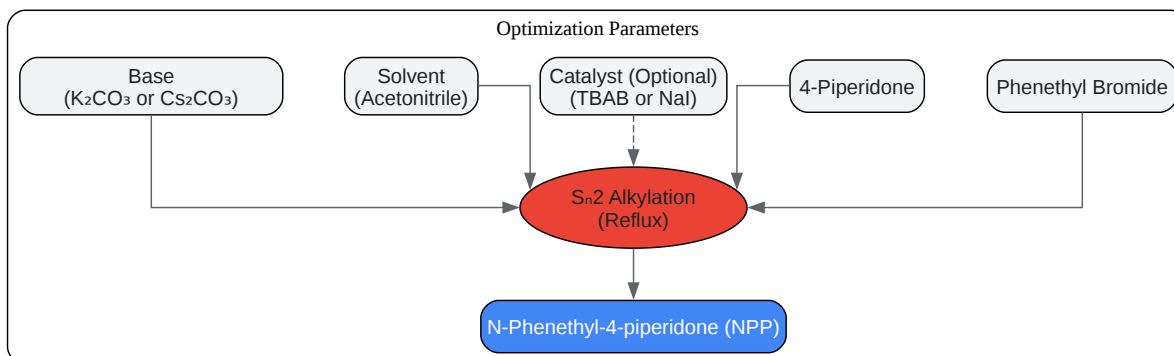 Optimization Parameters
Base
(K₂CO₃ or Cs₂CO₃)
Solvent
(Acetonitrile)
Catalyst (Optional)
(TBAB or NaI)
4-Piperidone
Phenethyl Bromide
Sₙ2 Alkylation
(Reflux)
N-Phenethyl-4-piperidone (NPP)